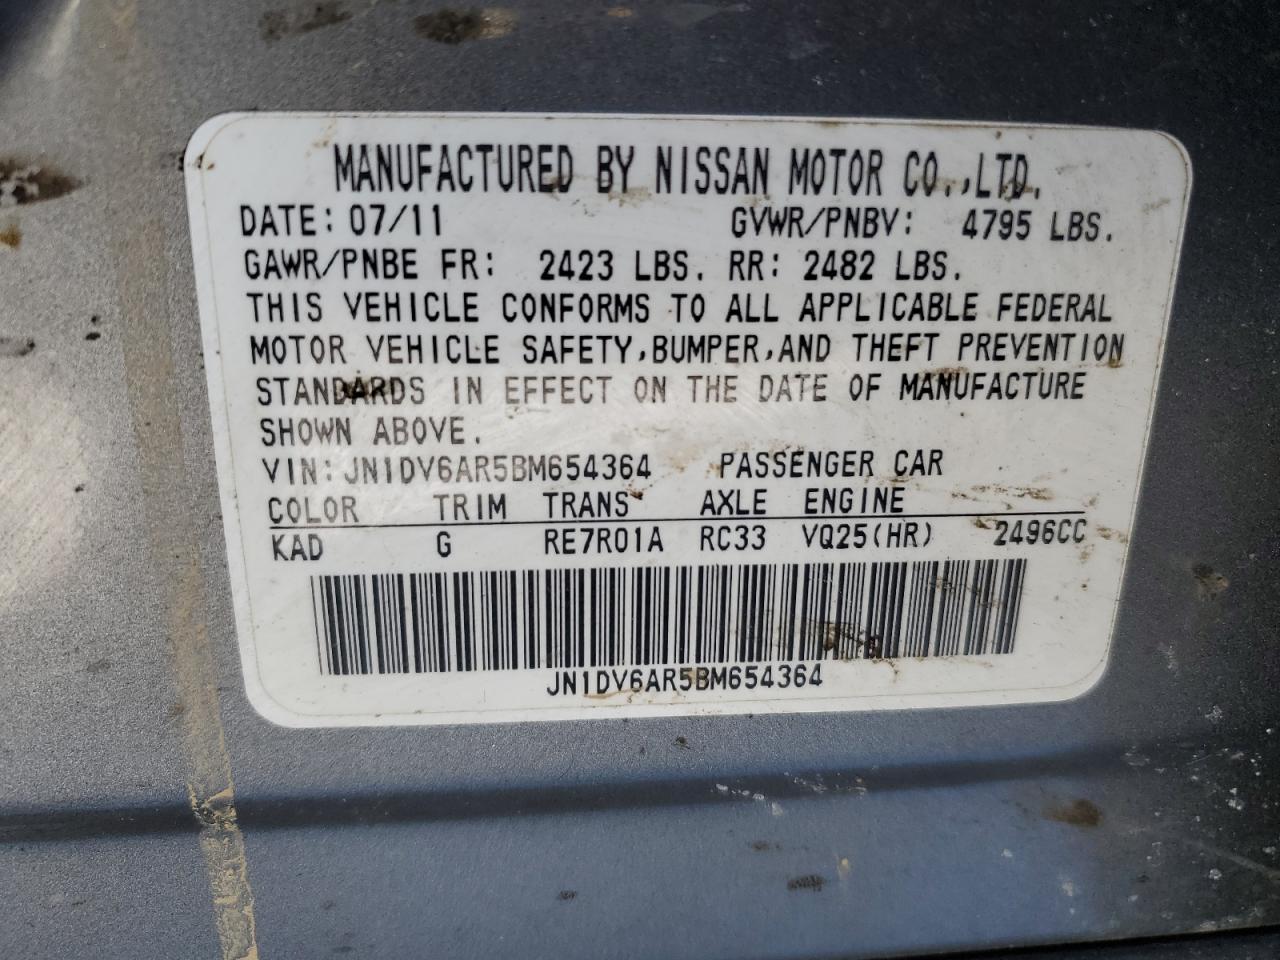 MANUFACTURED BY NISSAN MOTOR CO.,LTD.
DATE: 07/11 GVWR/PNBV: 4795 LBS.
GAWR/PNBE FR: 2423 LBS. RR: 2482 LBS.
THIS VEHICLE CONFORMS TO ALL APPLICABLE FEDERAL
MOTOR VEHICLE SAFETY,BUMPER,AND THEFT PREVENTION
STANDARDS IN EFFECT ON THE DATE OF MANUFACTURE
SHOWN ABOVE.
VIN:JN1DV6AR5BM654364 PASSENGER CAR
COLOR TRIM TRANS AXLE ENGINE
KAD G RE7R01A RC33 VQ25(HR) 2496CC
JN1DV6AR5BM654364